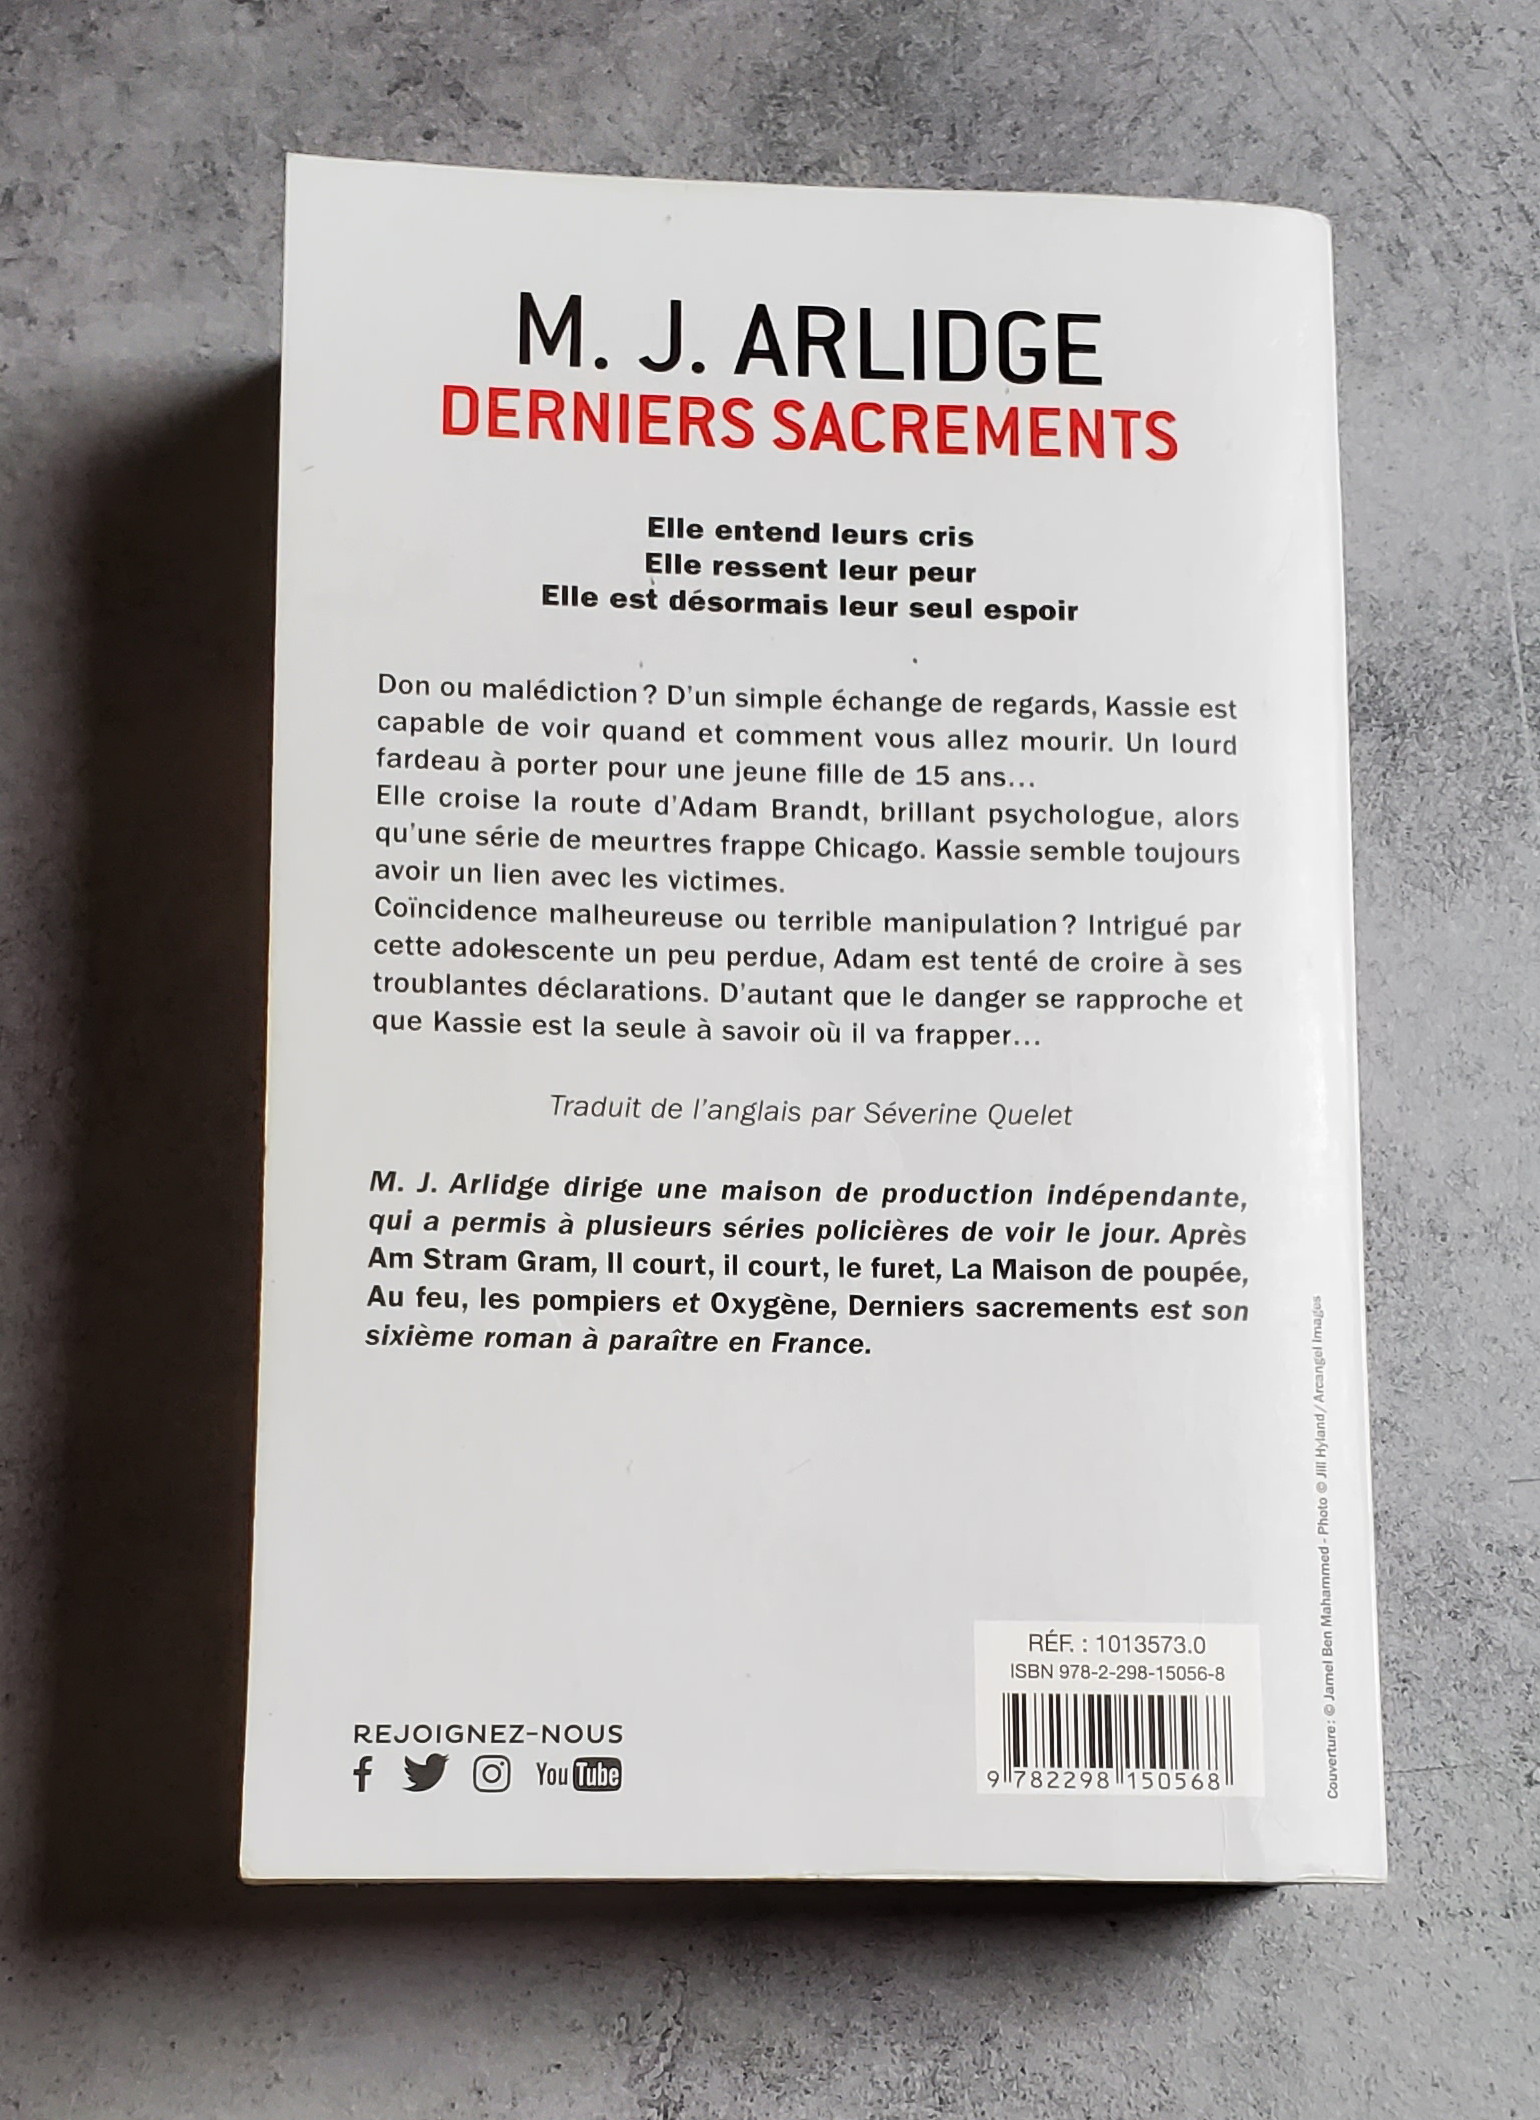 M. J. ARLIDGE
DERNIERS SACREMENTS
Elle entend leurs cris
Elle ressent leur peur
Elle est désormais leur seul espoir
Don ou malédiction ? D'un simple échange de regards, Kassie est
capable de voir quand et comment vous allez mourir. Un lourd
fardeau à porter pour une jeune fille de 15 ans...
Elle croise la route d'Adam Brandt, brillant psychologue, alors
qu'une série de meurtres frappe Chicago. Kassie semble toujours
avoir un lien avec les victimes.
Coïncidence malheureuse ou terrible manipulation ? Intrigué par
cette adolescente un peu perdue, Adam est tenté de croire à ses
troublantes déclarations. D'autant que le danger se rapproche et
que Kassie est la seule à savoir où il va frapper...
Traduit de l'anglais par Séverine Quelet
M. J. Arlidge dirige une maison de production indépendante,
qui a permis à plusieurs séries policières de voir le jour. Après
Am Stram Gram, Il court, il court, le furet, La Maison de poupée,
Au feu, les pompiers et Oxygène, Derniers sacrements est son
sixième roman à paraître en France.
REJOIGNEZ-NOUS
You Tube
RÉF. : 1013573.0
ISBN 978-2-298-15056-8
9 782298 150568
Couverture : © Jamel Ben Mahammed - Photo © Jill Hyland / Arcangel Images